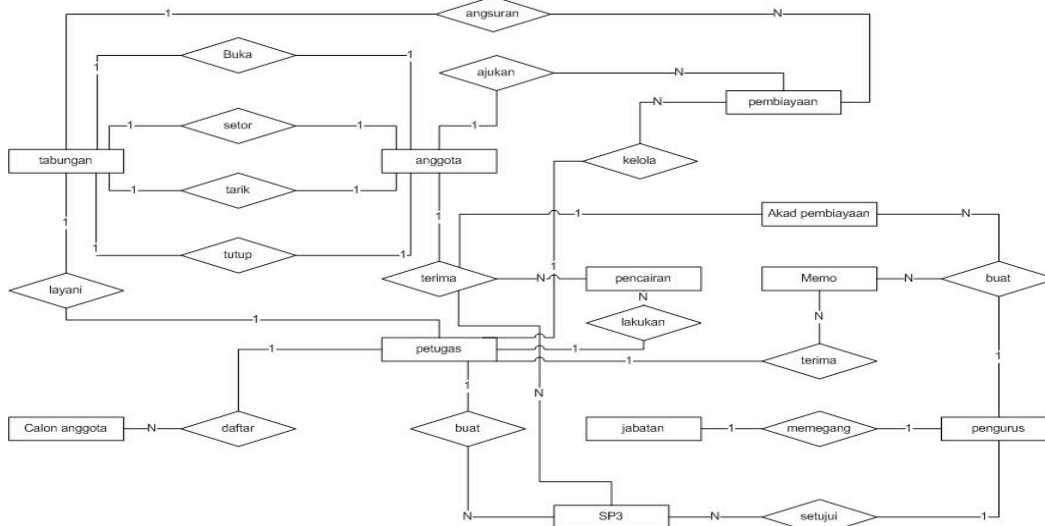 1 angsuran N
1 Buka 1
ajukan
1 N
1 setor 1
N pembiayaan
1
tabungan anggota kelola
1 tarik 1
1 Akad pembiayaan N
1 1 1
1 tutup 1
1
layani terima N pencairan Memo N buat
N
lakukan N
1
petugas 1
1 1 terima
1 1
N
Calon anggota N daftar buat jabatan 1 memegang 1 pengurus
N SP3 N setujui 1